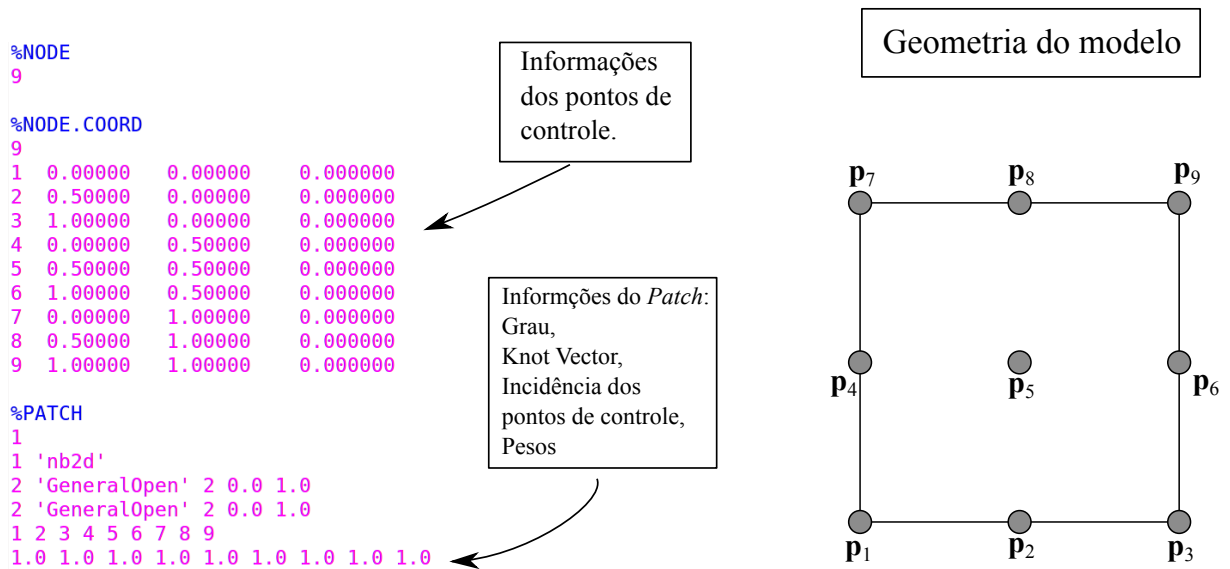 %NODE
9
%NODE.COORD
9
1 0.00000 0.00000 0.000000
2 0.50000 0.00000 0.000000
3 1.00000 0.00000 0.000000
4 0.00000 0.50000 0.000000
5 0.50000 0.50000 0.000000
6 1.00000 0.50000 0.000000
7 0.00000 1.00000 0.000000
8 0.50000 1.00000 0.000000
9 1.00000 1.00000 0.000000
%PATCH
1
1 'nb2d'
2 'GeneralOpen' 2 0.0 1.0
2 'GeneralOpen' 2 0.0 1.0
1 2 3 4 5 6 7 8 9
1.0 1.0 1.0 1.0 1.0 1.0 1.0 1.0 1.0
Informações
dos pontos de
controle.
Informções do Patch:
Grau,
Knot Vector,
Incidência dos
pontos de controle,
Pesos
Geometria do modelo
p7 p8 p9
p4 p5 p6
p1 p2 p3